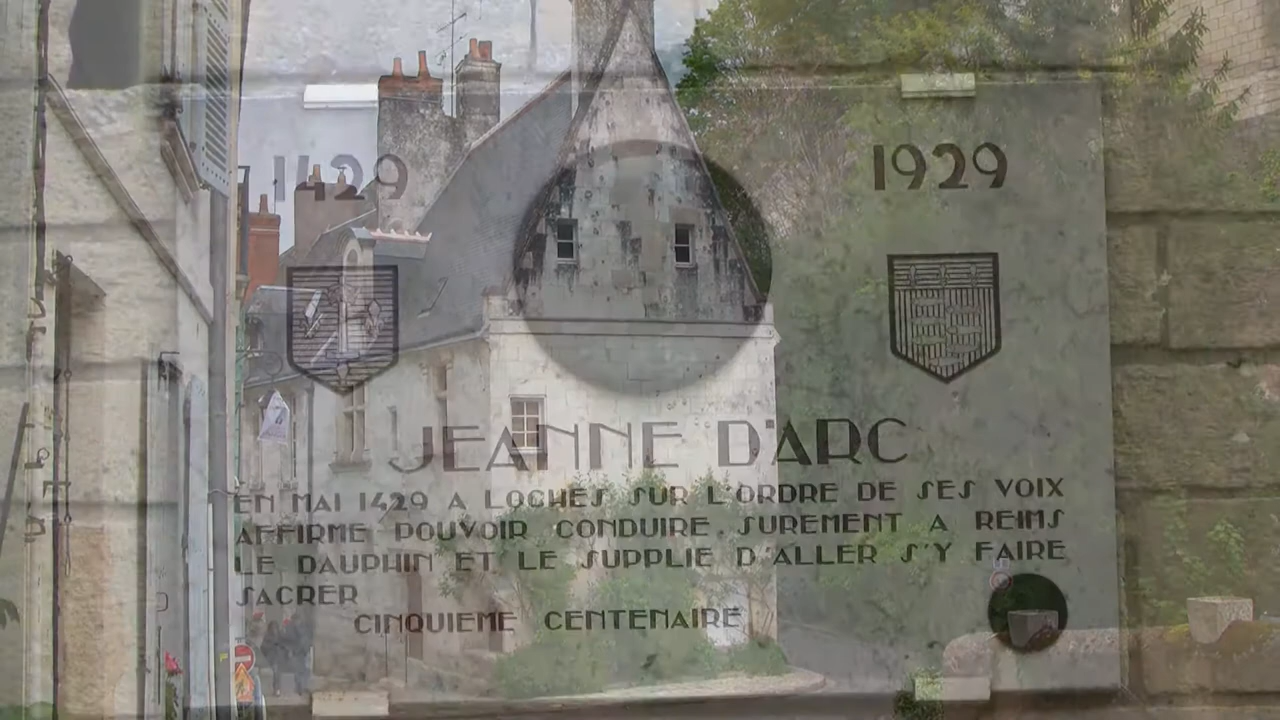 1429 1929
JEANNE D'ARC
EN MAI 1429 A LOCHES SUR L'ORDRE DE SES VOIX
AFFIRME POUVOIR CONDUIRE SUREMENT A REIMS
LE DAUPHIN ET LE SUPPLIE D'ALLER S'Y FAIRE
SACRER
CINQUIEME CENTENAIRE